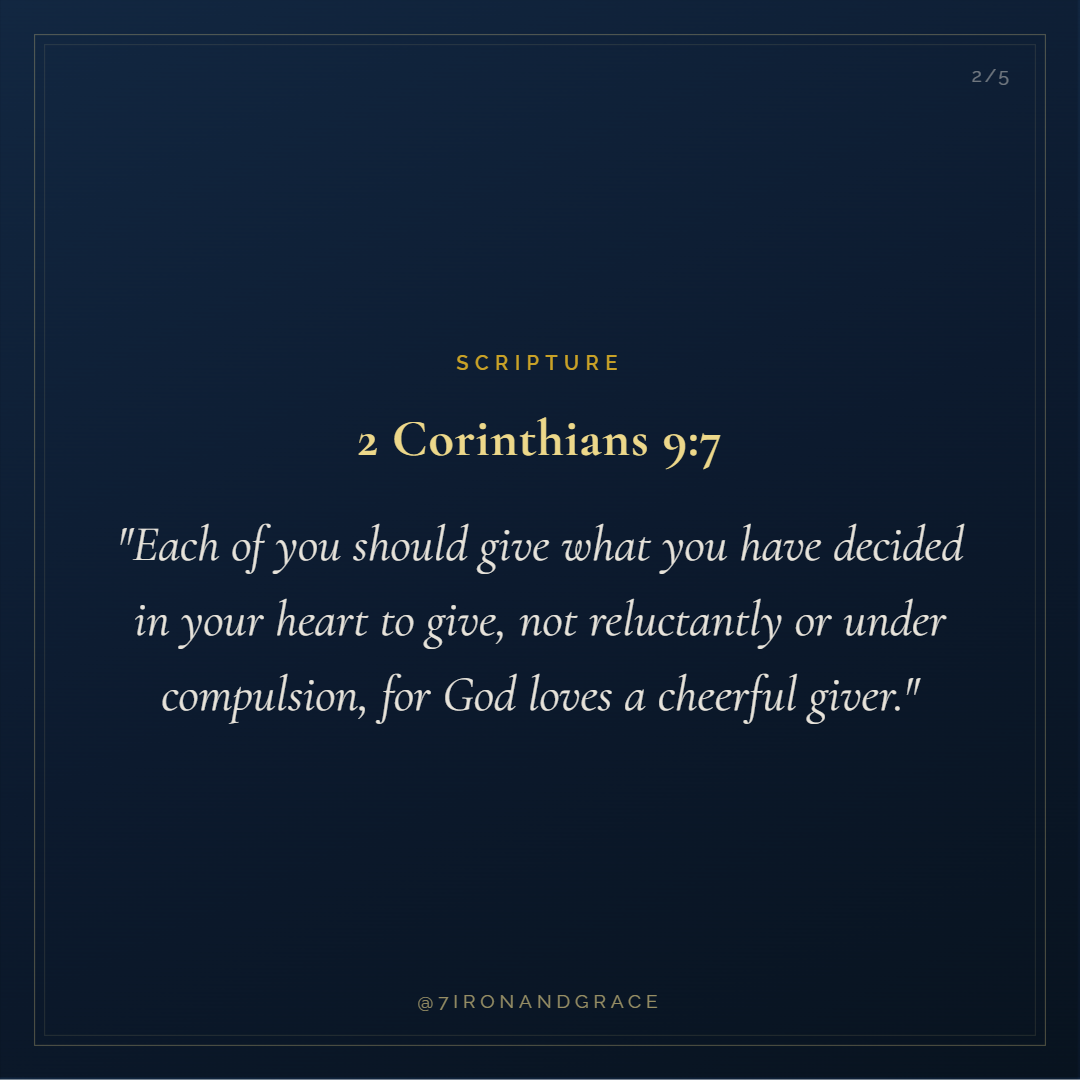 2/5
SCRIPTURE
2 Corinthians 9:7
"Each of you should give what you have decided
in your heart to give, not reluctantly or under
compulsion, for God loves a cheerful giver."
@7IRONANDGRACE